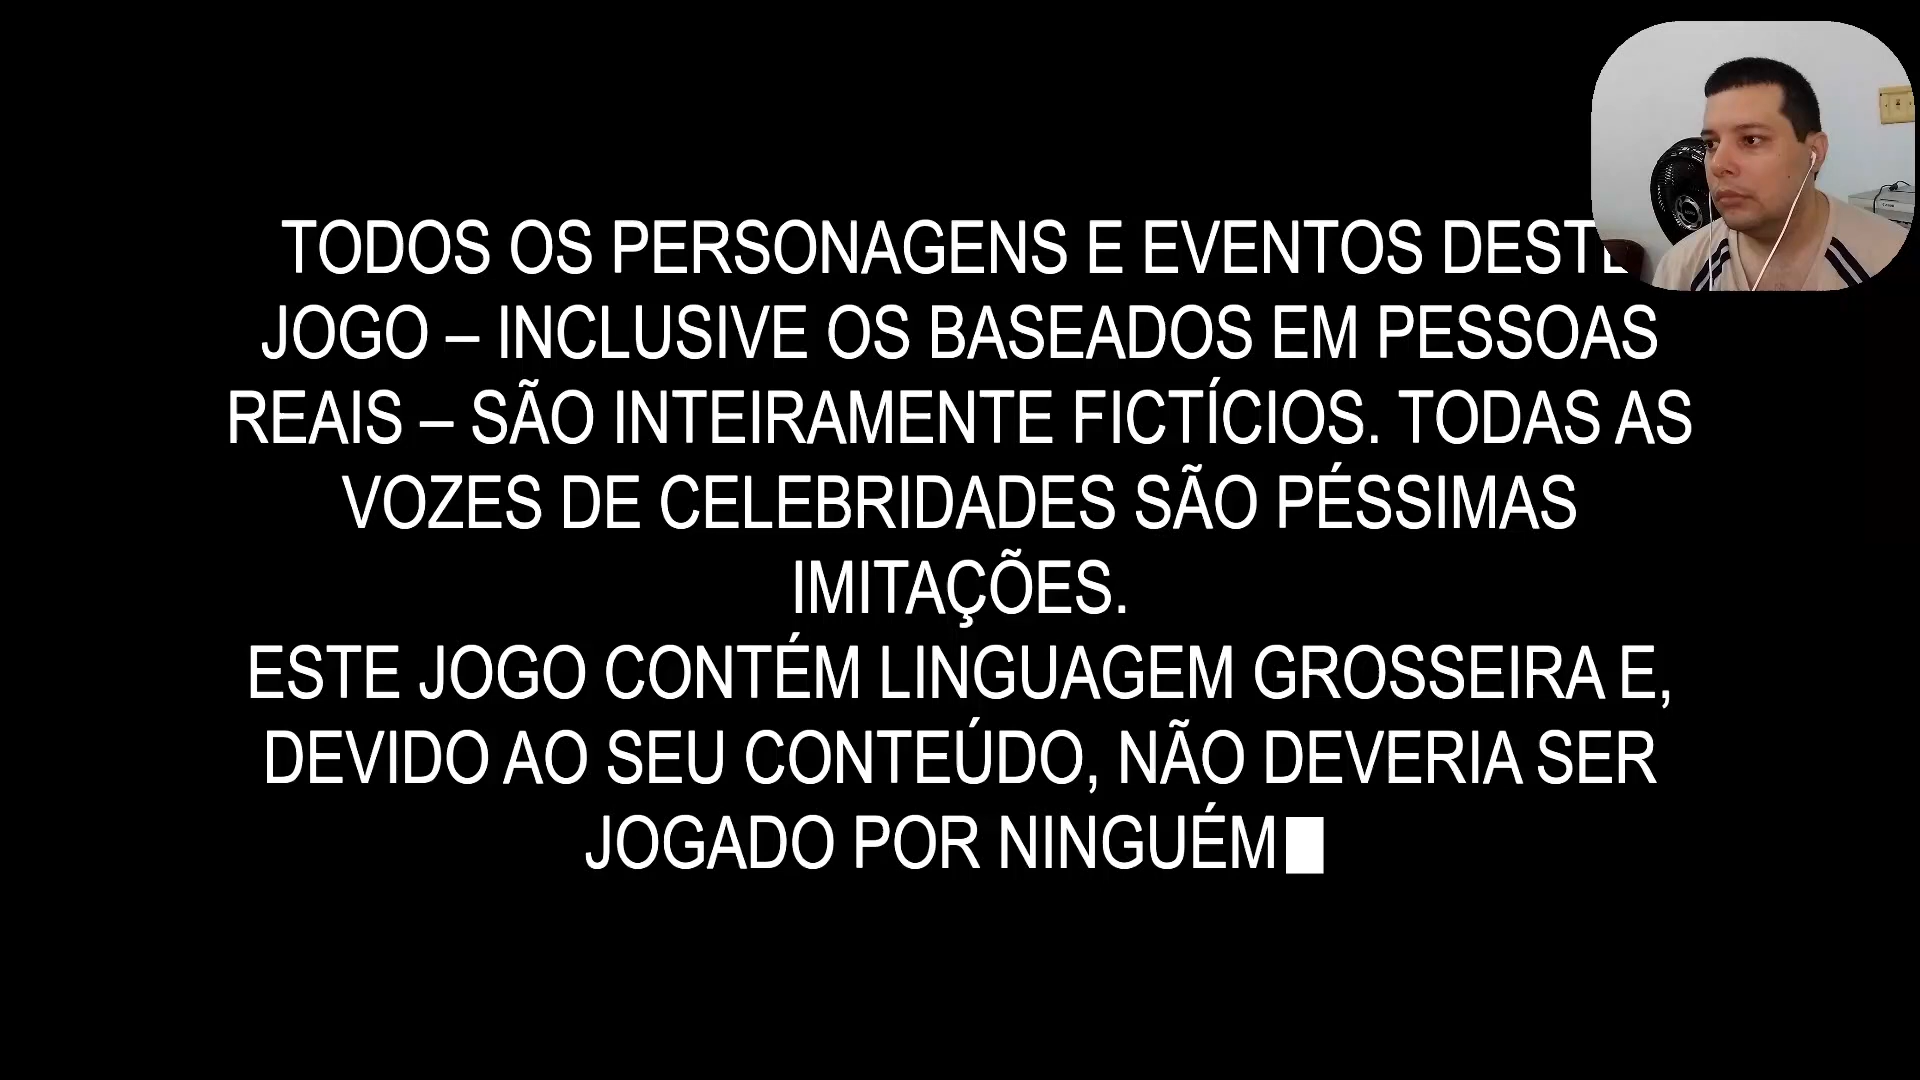 TODOS OS PERSONAGENS E EVENTOS DESTE
JOGO – INCLUSIVE OS BASEADOS EM PESSOAS
REAIS – SÃO INTEIRAMENTE FICTÍCIOS. TODAS AS
VOZES DE CELEBRIDADES SÃO PÉSSIMAS
IMITAÇÕES.
ESTE JOGO CONTÉM LINGUAGEM GROSSEIRA E,
DEVIDO AO SEU CONTEÚDO, NÃO DEVERIA SER
JOGADO POR NINGUÉM